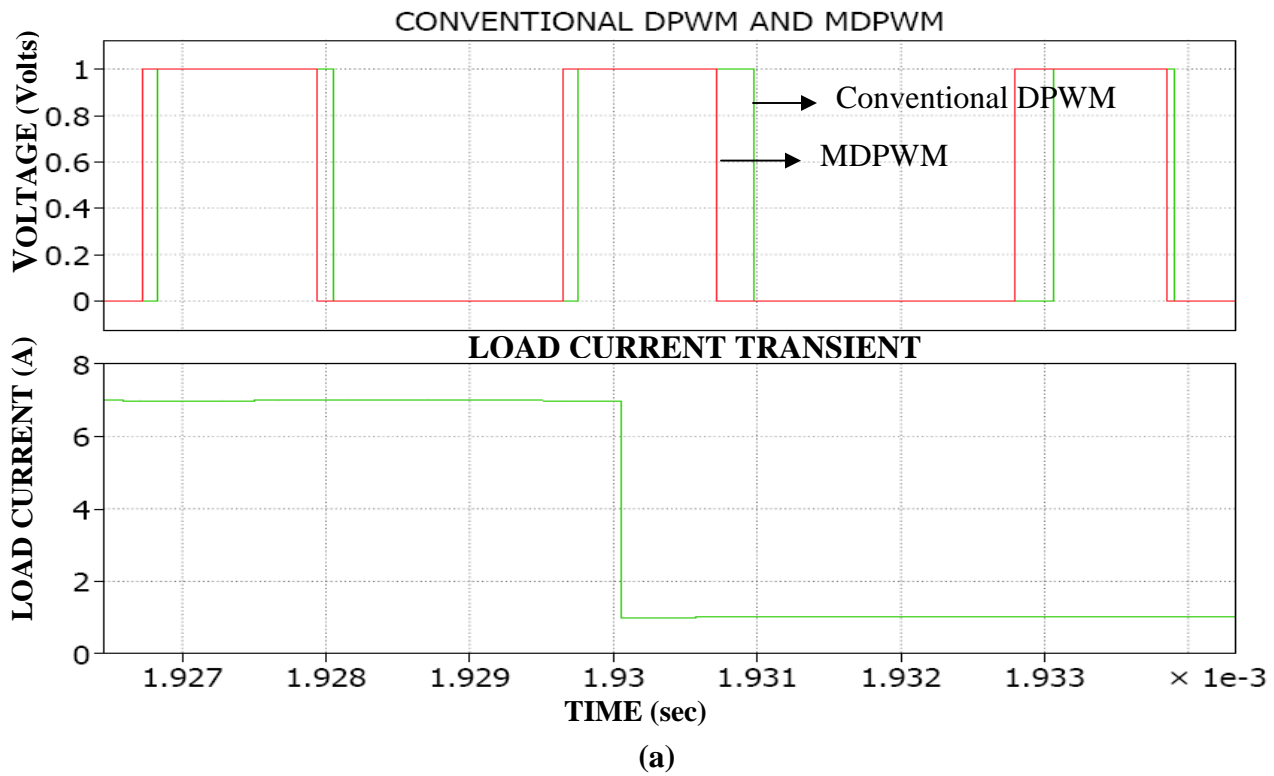 CONVENTIONAL DPWM AND MDPWM
VOLTAGE (Volts)
1
0.8
0.6
0.4
0.2
0
Conventional DPWM
MDPWM
LOAD CURRENT TRANSIENT
LOAD CURRENT (A)
8
6
4
2
0
1.927 1.928 1.929 1.93 1.931 1.932 1.933 × 1e-3
TIME (sec)
(a)